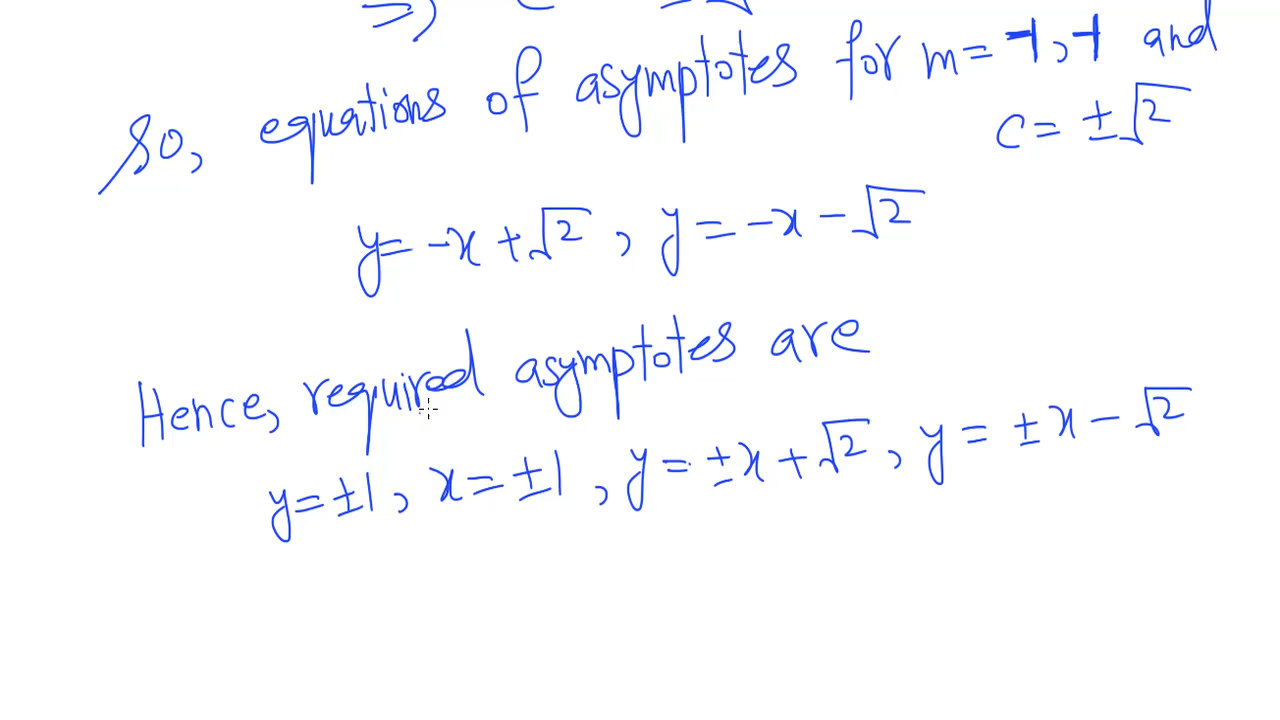 =>
So, equations of asymptotes for m = -1, -1 and
c = ±√2
y = -x + √2 , y = -x - √2
Hence, required asymptotes are
y = ±1 , x = ±1 , y = ±x + √2 , y = ±x - √2